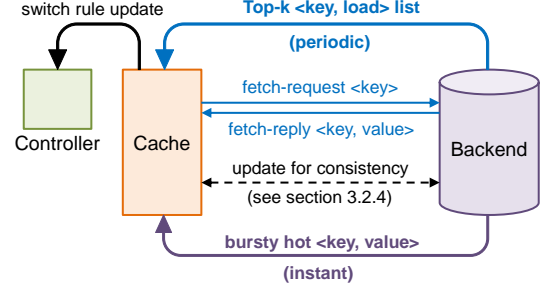 switch rule update
Top-k <key, load> list
(periodic)
fetch-request <key>
fetch-reply <key, value>
Controller
Cache
Backend
update for consistency
(see section 3.2.4)
bursty hot <key, value>
(instant)